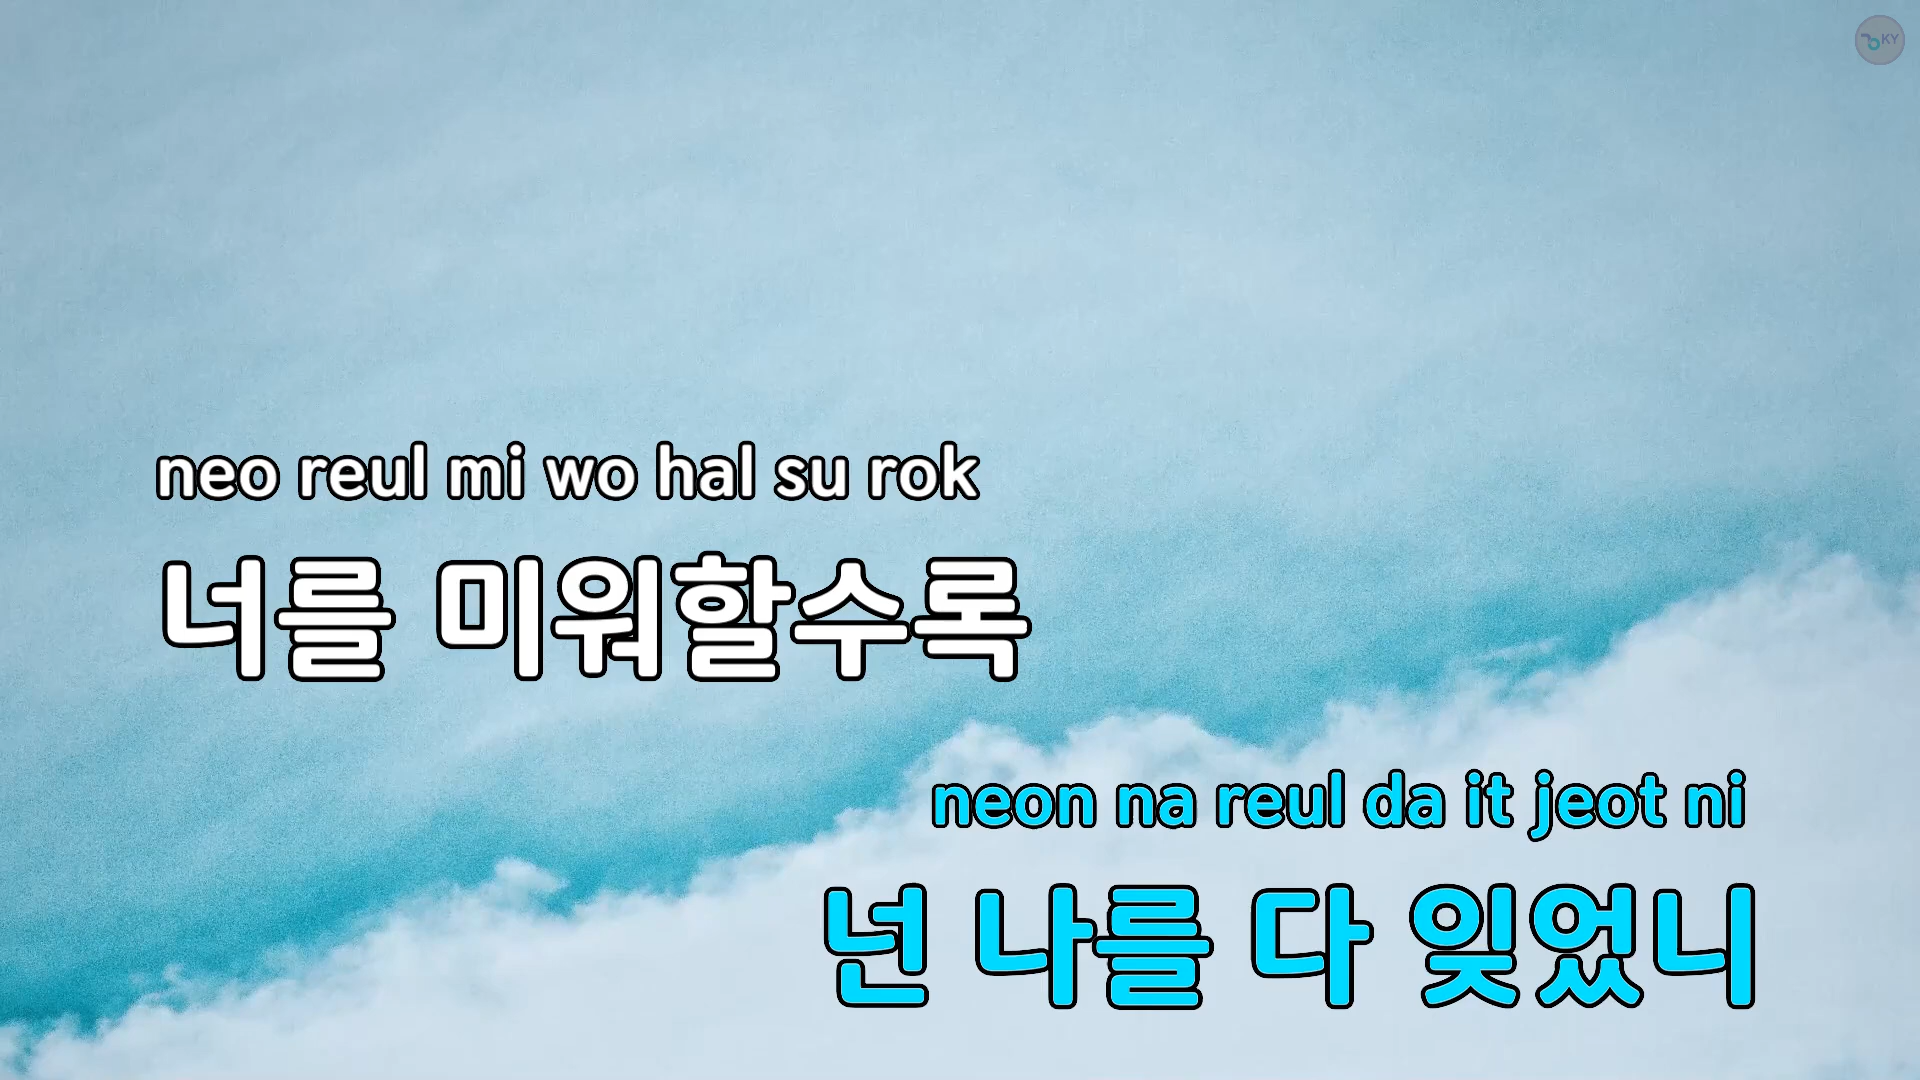 KY
neo reul mi wo hal su rok
너를 미워할수록
neon na reul da it jeot ni
넌 나를 다 잊었니